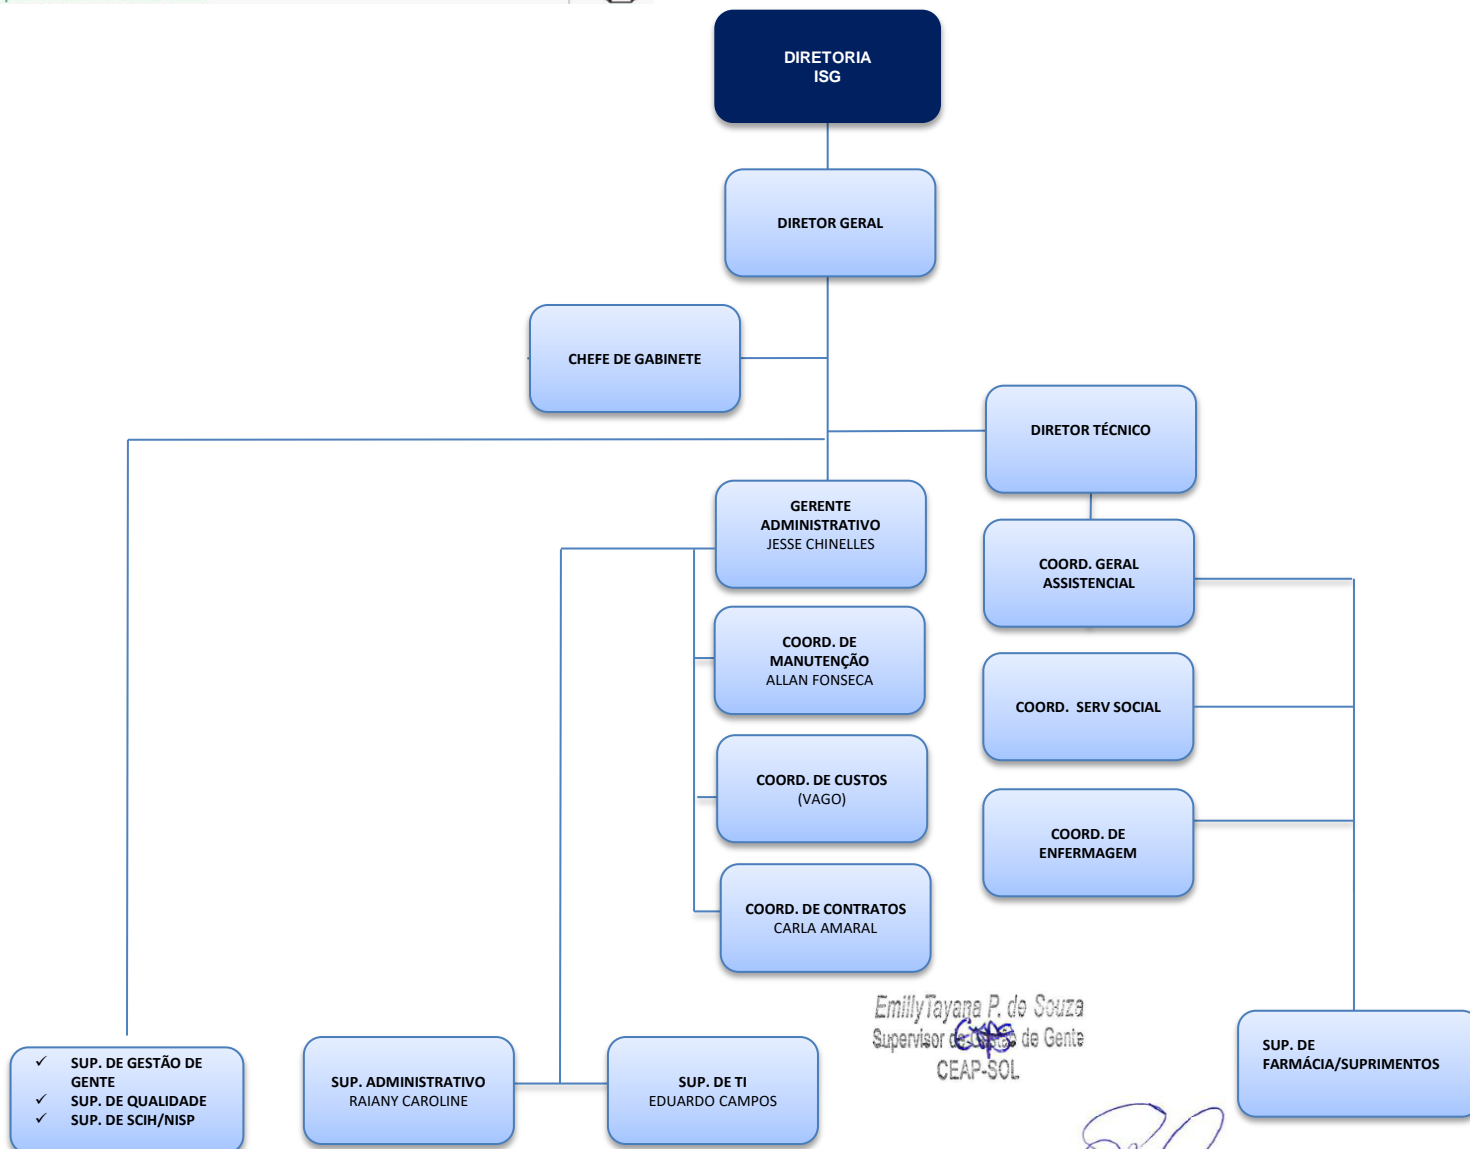 DIRETORIA
ISG
DIRETOR GERAL
CHEFE DE GABINETE
DIRETOR TÉCNICO
GERENTE
ADMINISTRATIVO
JESSE CHINELLES
COORD. GERAL
ASSISTENCIAL
COORD. DE
MANUTENÇÃO
ALLAN FONSECA
COORD. SERV SOCIAL
COORD. DE CUSTOS
(VAGO)
COORD. DE
ENFERMAGEM
COORD. DE CONTRATOS
CARLA AMARAL
Emilly Tayana P. de Souza
Supervisor de Gente
CEAP-SOL
✓ SUP. DE GESTÃO DE
GENTE
✓ SUP. DE QUALIDADE
✓ SUP. DE SCIH/NISP
SUP. ADMINISTRATIVO
RAIANY CAROLINE
SUP. DE TI
EDUARDO CAMPOS
SUP. DE
FARMÁCIA/SUPRIMENTOS